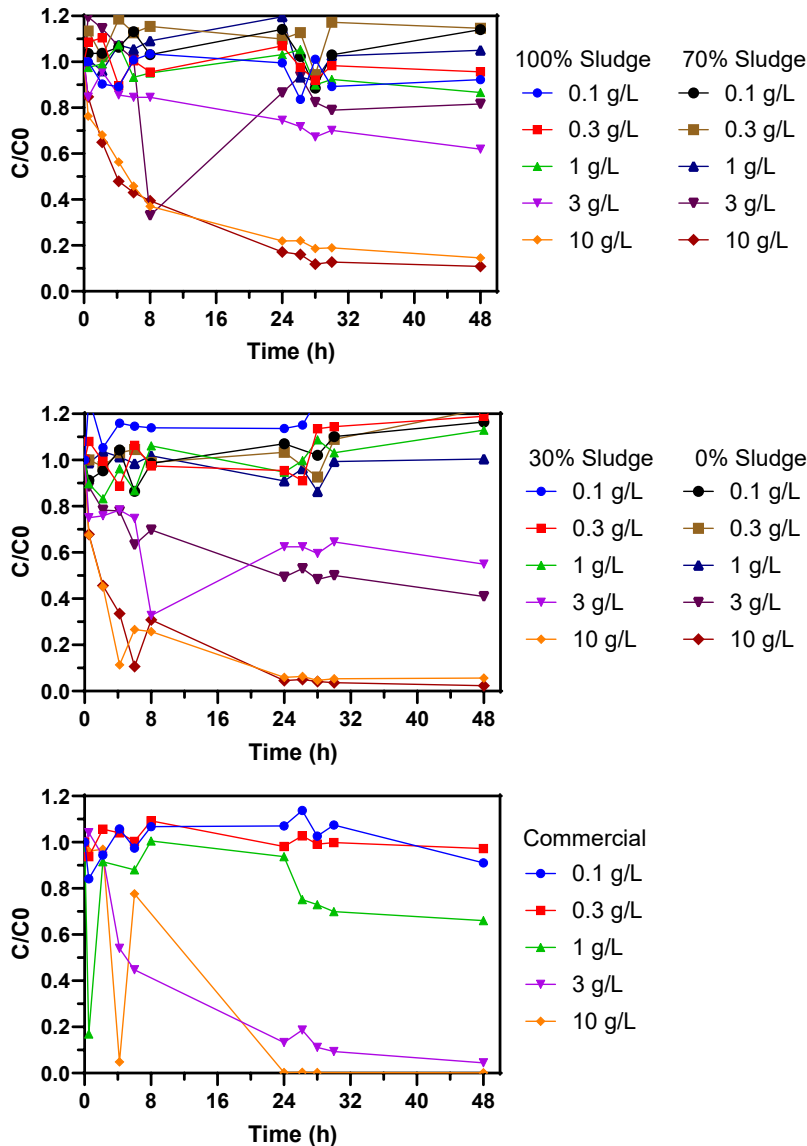 1.2
1.0
0.8
0.6
0.4
0.2
0.0
C/C0
0 8 16 24 32 48
Time (h)
100% Sludge 70% Sludge
0.1 g/L 0.1 g/L
0.3 g/L 0.3 g/L
1 g/L 1 g/L
3 g/L 3 g/L
10 g/L 10 g/L
1.2
1.0
0.8
0.6
0.4
0.2
0.0
C/C0
0 8 24 32 48
Time (h)
30% Sludge 0% Sludge
0.1 g/L 0.1 g/L
0.3 g/L 0.3 g/L
1 g/L 1 g/L
3 g/L 3 g/L
10 g/L 10 g/L
1.2
1.0
0.8
0.6
0.4
0.2
0.0
C/C0
0 8 16 24 32 48
Time (h)
Commercial
0.1 g/L
0.3 g/L
1 g/L
3 g/L
10 g/L